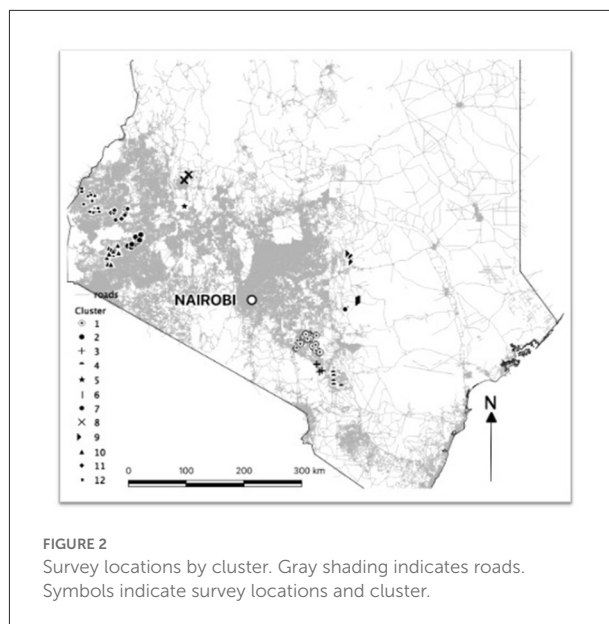 NAIROBI
roads
Cluster
1
2
3
4
5
6
7
8
9
10
11
12
N
0 100 200 300 km
FIGURE 2
Survey locations by cluster. Gray shading indicates roads.
Symbols indicate survey locations and cluster.